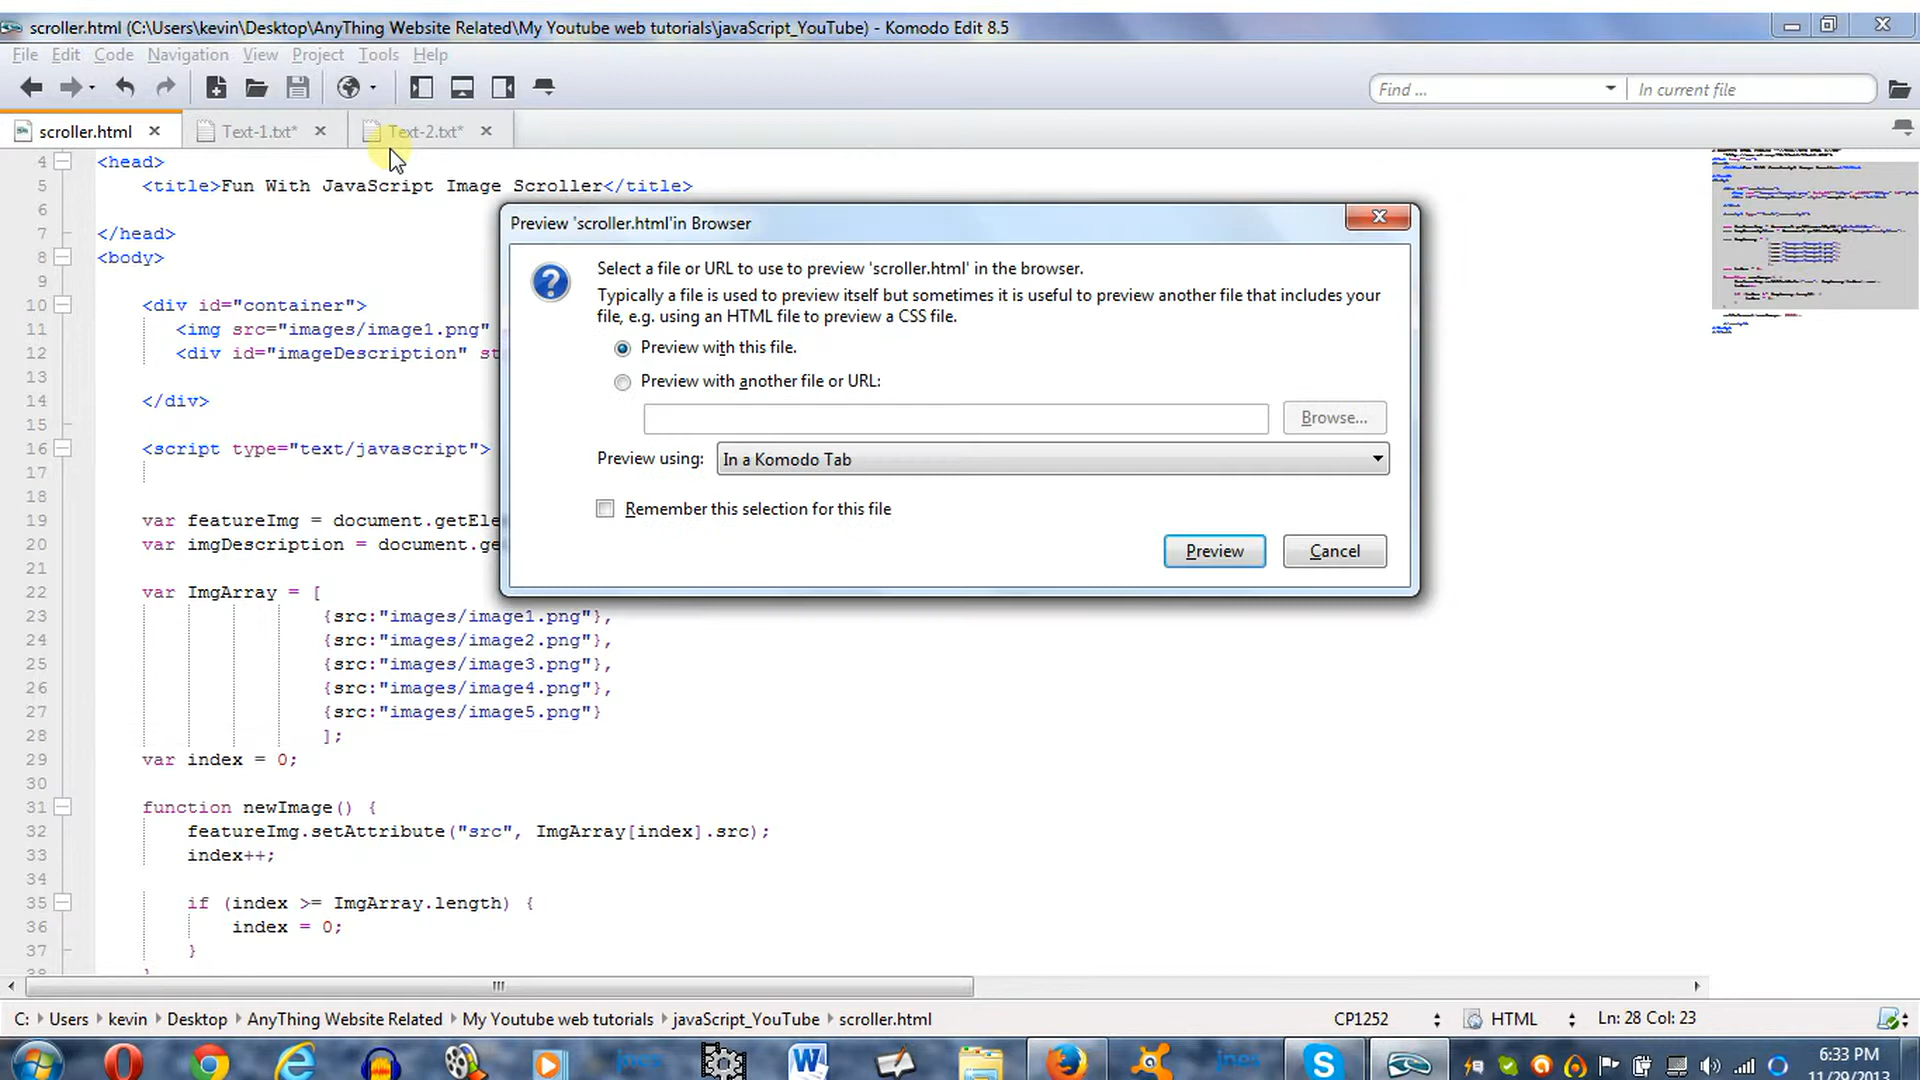 scroller.html (C:\Users\kevin\Desktop\AnyThing Website Related\My Youtube web tutorials\javaScript_YouTube) - Komodo Edit 8.5
File Edit Code Navigation View Project Tools Help
Find ... In current file
scroller.html Text-1.txt* Text-2.txt*
4 <head>
5 <title>Fun With JavaScript Image Scroller</title>
6
7 </head>
8 <body>
9
10 <div id="container">
11 <img src="images/image1.png"
12 <div id="imageDescription" st
13
14 </div>
15
16 <script type="text/javascript">
17
18
19 var featureImg = document.getEle
20 var imgDescription = document.ge
21
22 var ImgArray = [
23 {src:"images/image1.png"},
24 {src:"images/image2.png"},
25 {src:"images/image3.png"},
26 {src:"images/image4.png"},
27 {src:"images/image5.png"}
28 ];
29 var index = 0;
30
31 function newImage() {
32 featureImg.setAttribute("src", ImgArray[index].src);
33 index++;
34
35 if (index >= ImgArray.length) {
36 index = 0;
37 }
Preview 'scroller.html'in Browser
Select a file or URL to use to preview 'scroller.html' in the browser.
Typically a file is used to preview itself but sometimes it is useful to preview another file that includes your
file, e.g. using an HTML file to preview a CSS file.
Preview with this file.
Preview with another file or URL:
Browse...
Preview using: In a Komodo Tab
Remember this selection for this file
Preview Cancel
C: Users kevin Desktop AnyThing Website Related My Youtube web tutorials javaScript_YouTube scroller.html CP1252 HTML Ln: 28 Col: 23
6:33 PM
11/29/2013